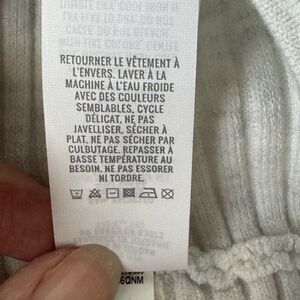 RETOURNER LE VÊTEMENT À
L'ENVERS. LAVER À LA
MACHINE À L'EAU FROIDE
AVEC DES COULEURS
SEMBLABLES, CYCLE
DÉLICAT. NE PAS
JAVELLISER. SÉCHER À
PLAT. NE PAS SÉCHER PAR
CULBUTAGE. REPASSER À
BASSE TEMPÉRATURE AU
BESOIN. NE PAS ESSORER
NI TORDRE.
6QNM